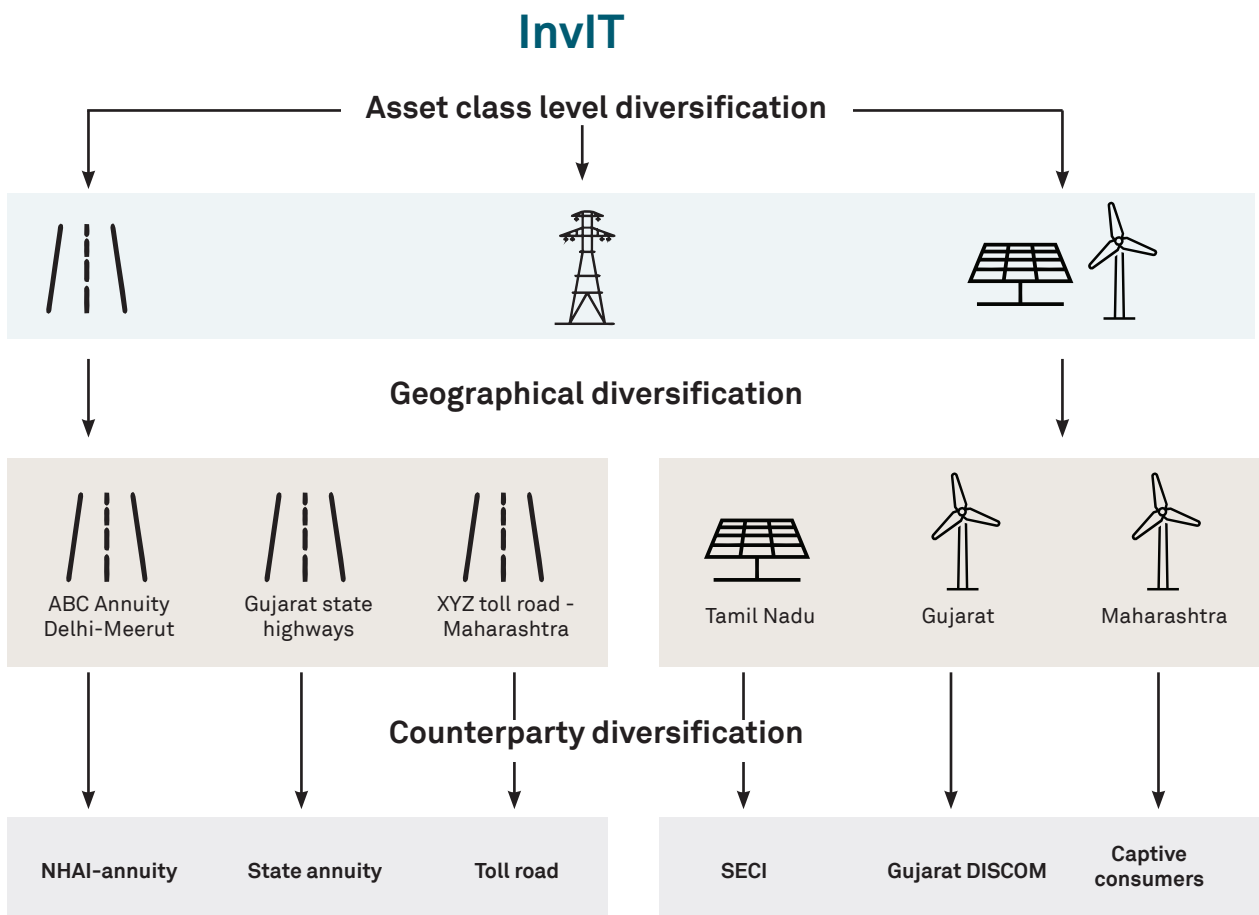 InvIT
Asset class level diversification
Geographical diversification
ABC Annuity
Delhi-Meerut
Gujarat state
highways
XYZ toll road -
Maharashtra
Tamil Nadu
Gujarat
Maharashtra
Counterparty diversification
NHAI-annuity
State annuity
Toll road
SECI
Gujarat DISCOM
Captive
consumers